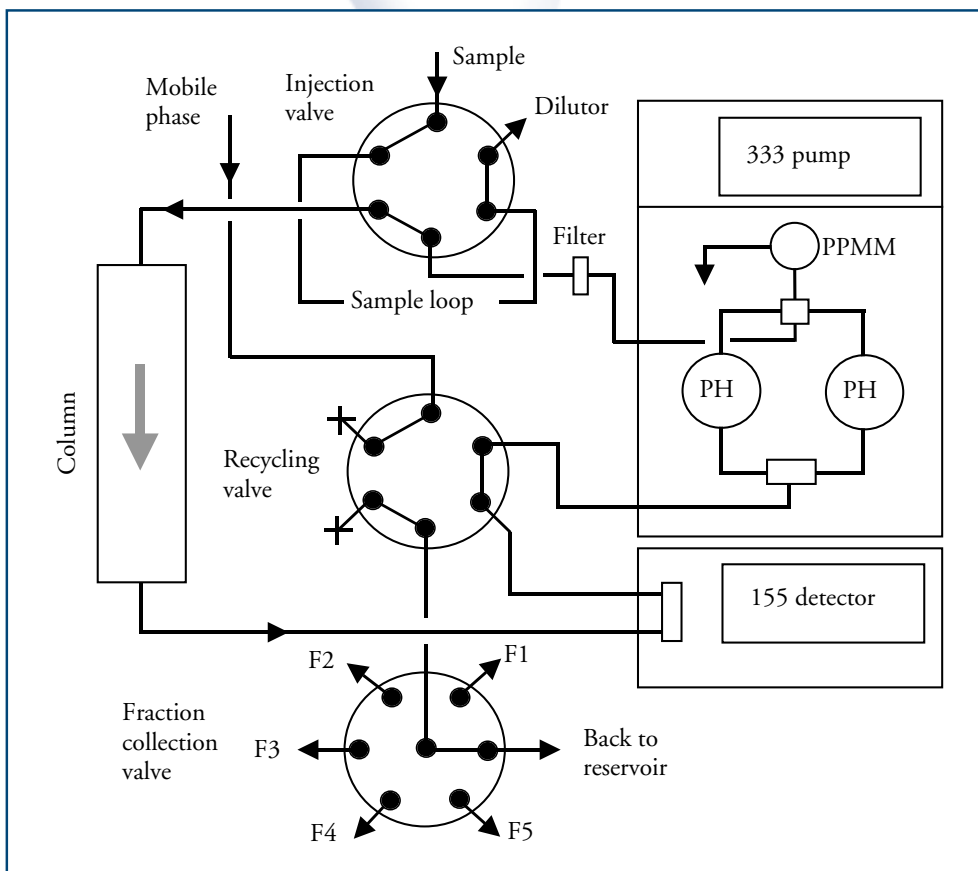 Sample
Injection
valve
Mobile
phase
Dilutor
333 pump
Filter
PPMM
Sample loop
PH
PH
Column
Recycling
valve
155 detector
F2
F1
Fraction
collection
valve
F3
Back to
reservoir
F4
F5